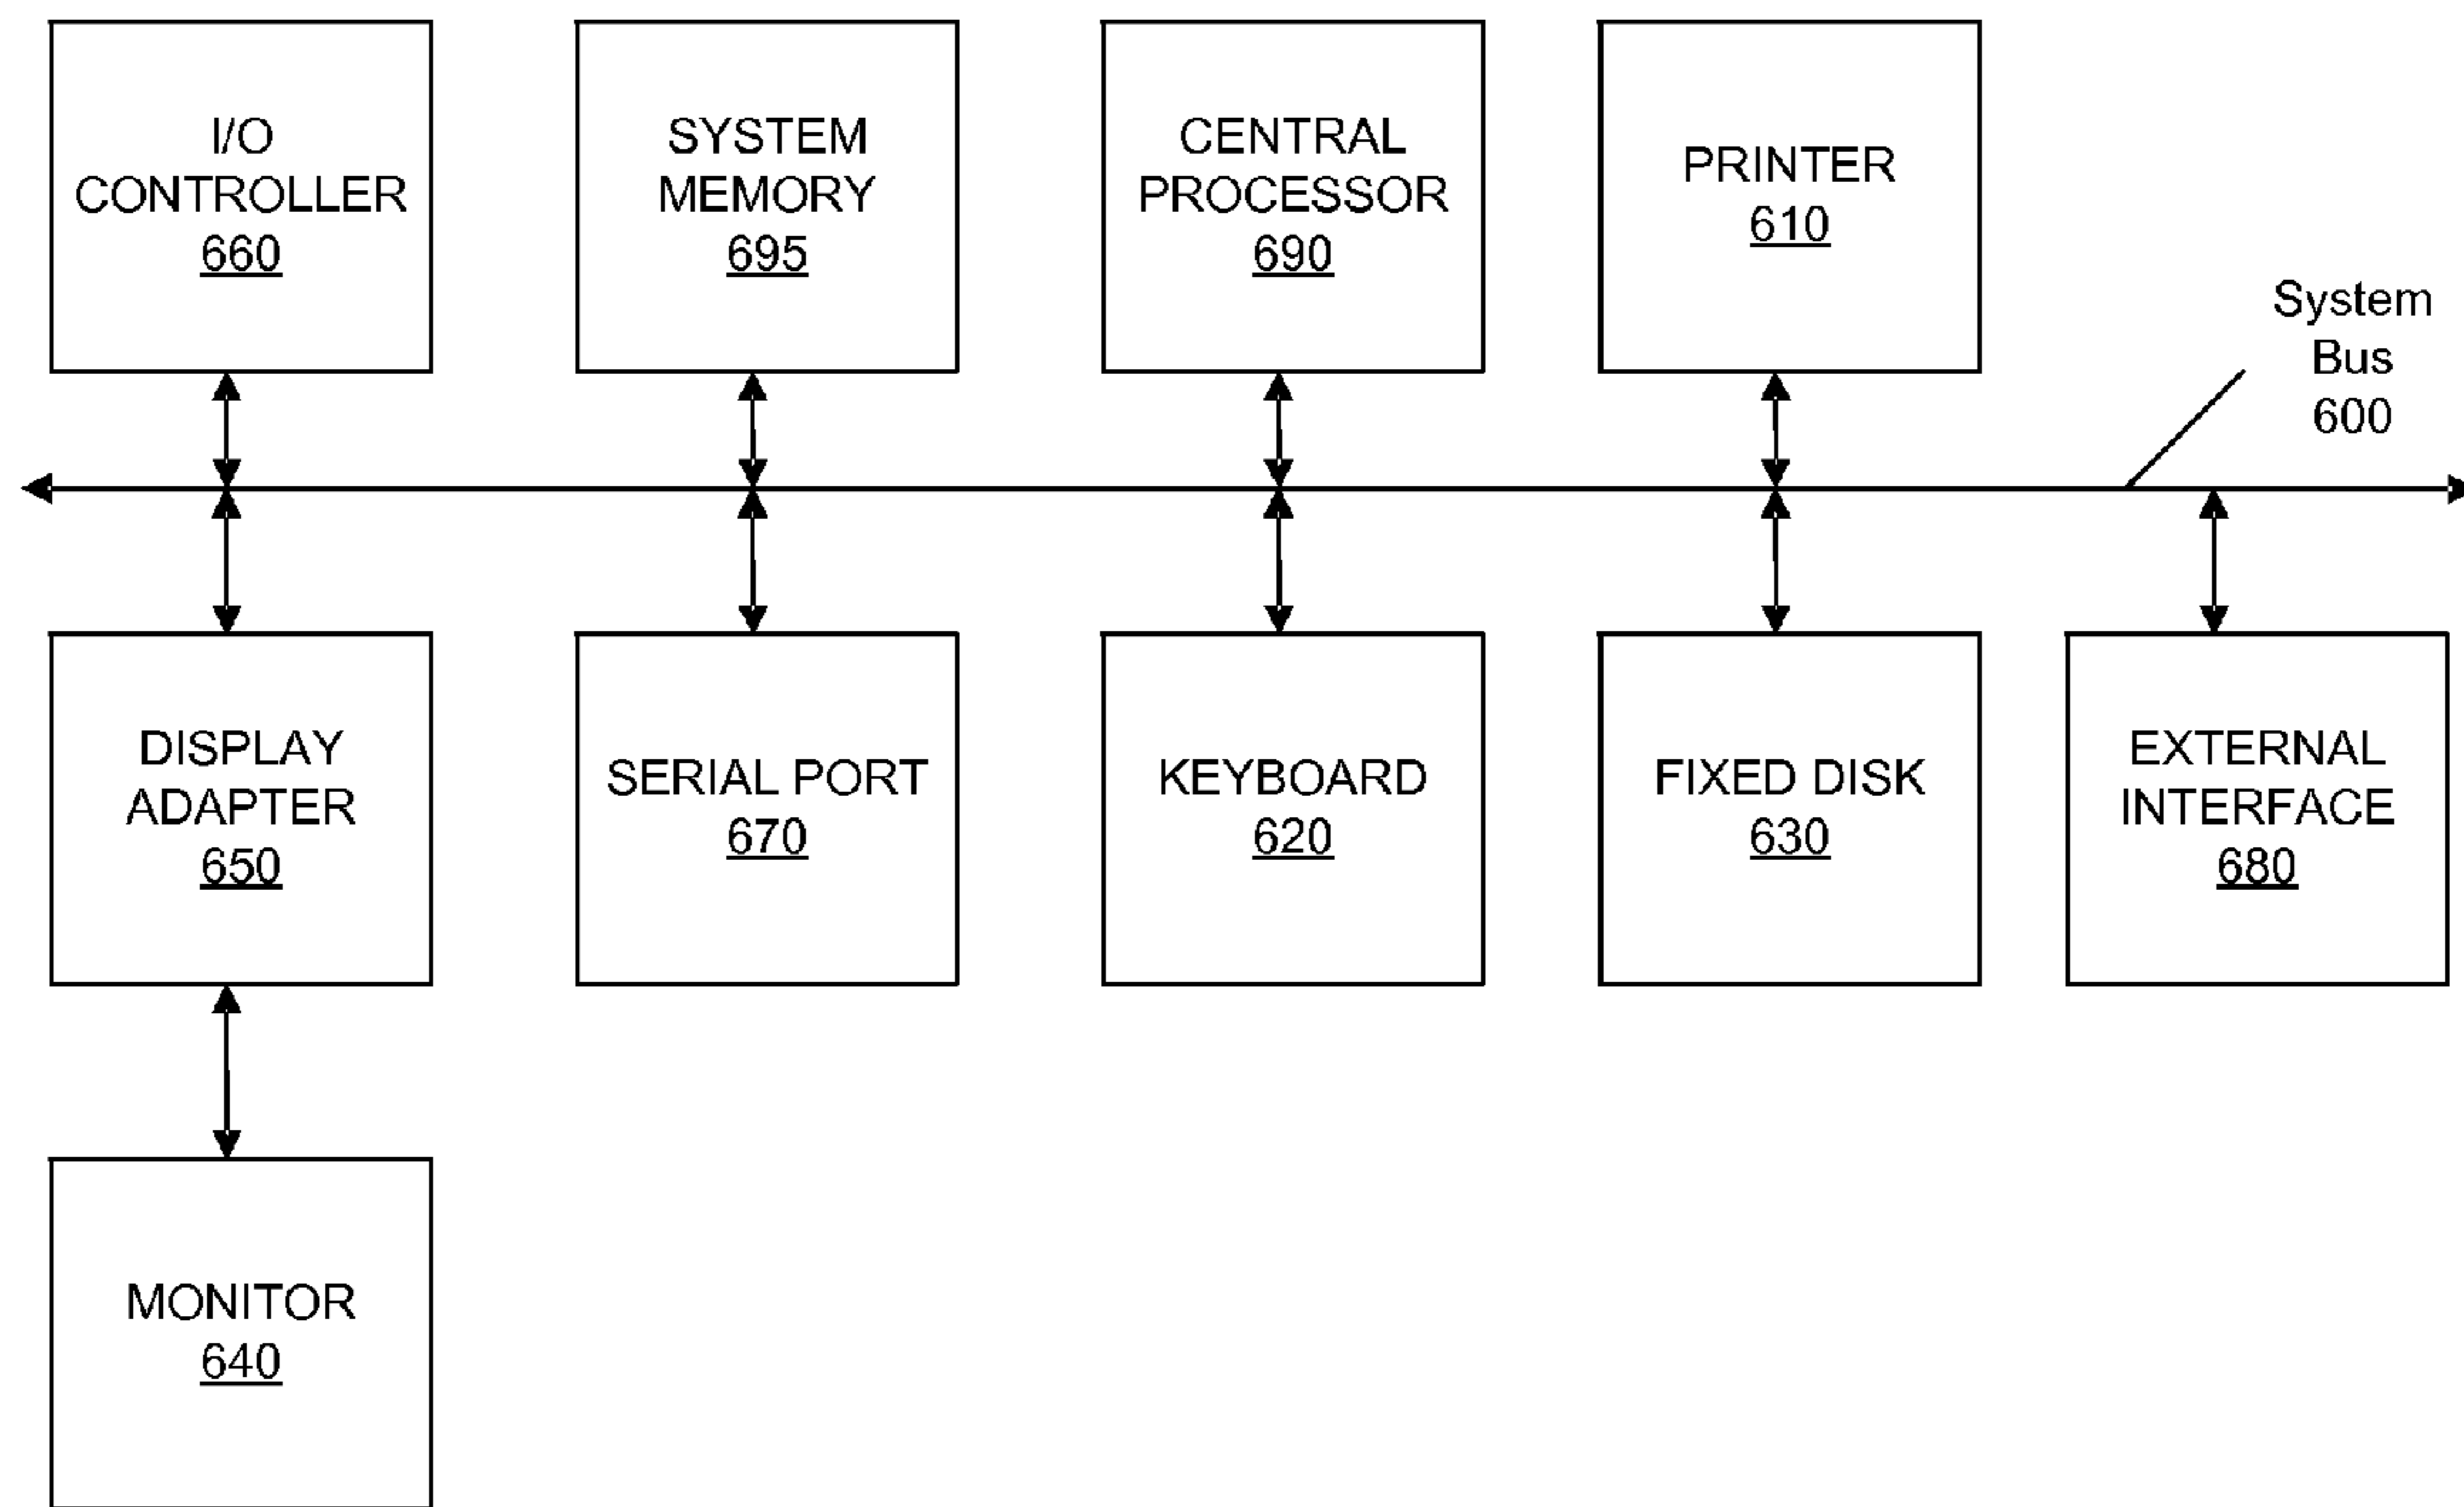 I/O
CONTROLLER
660
SYSTEM
MEMORY
695
CENTRAL
PROCESSOR
690
PRINTER
610
System
Bus
600
DISPLAY
ADAPTER
650
SERIAL PORT
670
KEYBOARD
620
FIXED DISK
630
EXTERNAL
INTERFACE
680
MONITOR
640